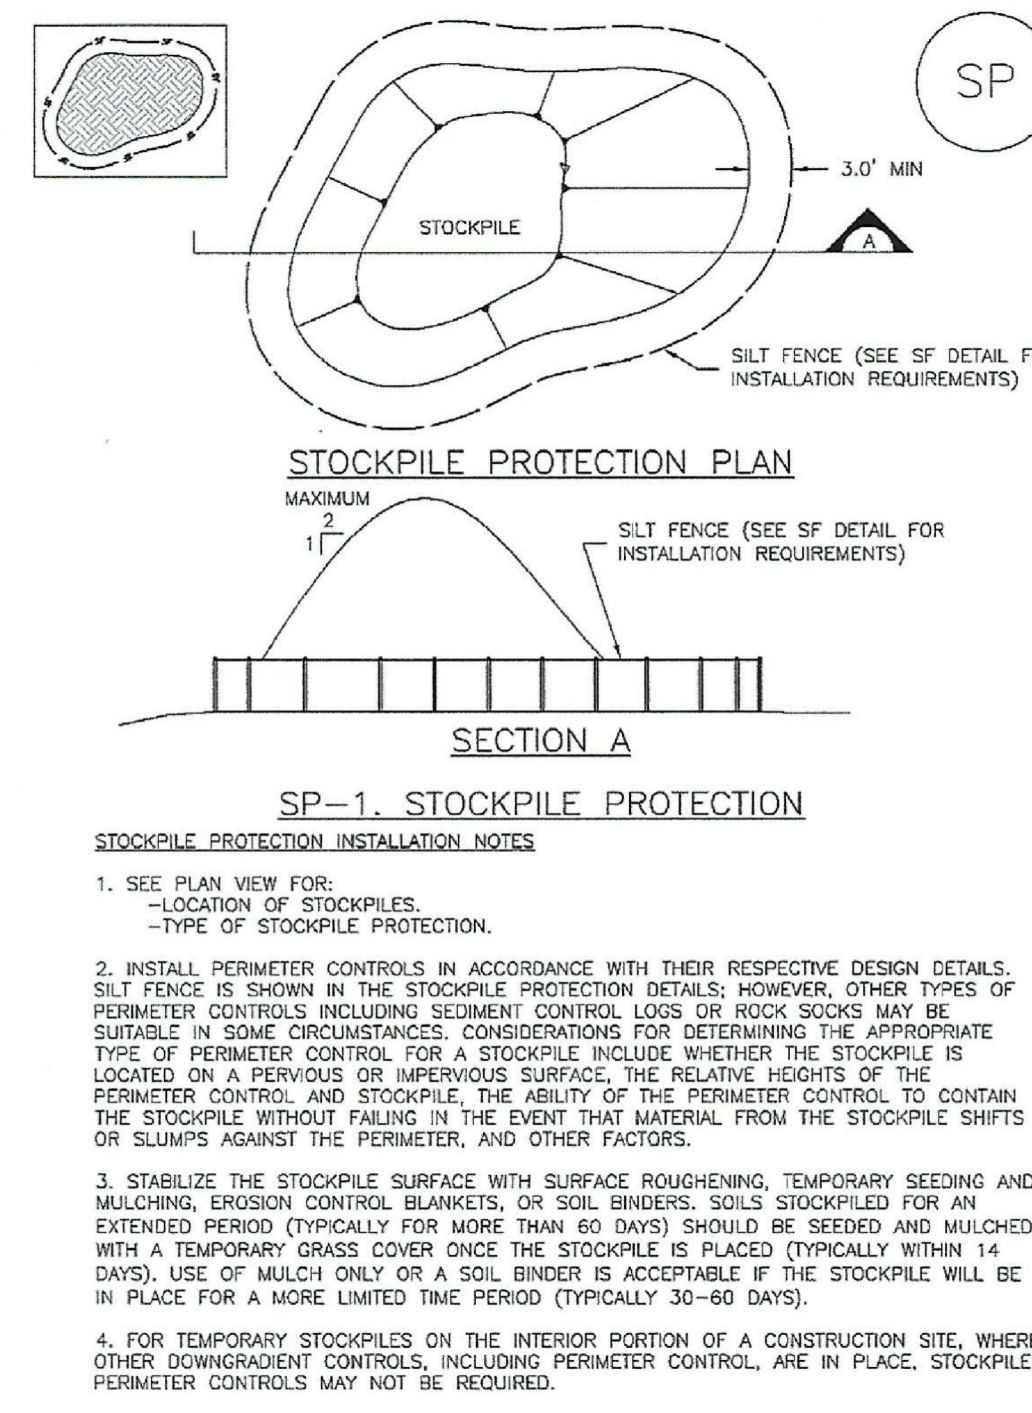 SF
SF
SP
3.0' MIN
STOCKPILE
A
SILT FENCE (SEE SF DETAIL F
INSTALLATION REQUIREMENTS)
STOCKPILE PROTECTION PLAN
MAXIMUM
2
1
SILT FENCE (SEE SF DETAIL FOR
INSTALLATION REQUIREMENTS)
SECTION A
SP-1. STOCKPILE PROTECTION
STOCKPILE PROTECTION INSTALLATION NOTES
1. SEE PLAN VIEW FOR:
-LOCATION OF STOCKPILES.
-TYPE OF STOCKPILE PROTECTION.
2. INSTALL PERIMETER CONTROLS IN ACCORDANCE WITH THEIR RESPECTIVE DESIGN DETAILS.
SILT FENCE IS SHOWN IN THE STOCKPILE PROTECTION DETAILS; HOWEVER, OTHER TYPES OF
PERIMETER CONTROLS INCLUDING SEDIMENT CONTROL LOGS OR ROCK SOCKS MAY BE
SUITABLE IN SOME CIRCUMSTANCES. CONSIDERATIONS FOR DETERMINING THE APPROPRIATE
TYPE OF PERIMETER CONTROL FOR A STOCKPILE INCLUDE WHETHER THE STOCKPILE IS
LOCATED ON A PERVIOUS OR IMPERVIOUS SURFACE, THE RELATIVE HEIGHTS OF THE
PERIMETER CONTROL AND STOCKPILE, THE ABILITY OF THE PERIMETER CONTROL TO CONTAIN
THE STOCKPILE WITHOUT FAILING IN THE EVENT THAT MATERIAL FROM THE STOCKPILE SHIFTS
OR SLUMPS AGAINST THE PERIMETER, AND OTHER FACTORS.
3. STABILIZE THE STOCKPILE SURFACE WITH SURFACE ROUGHENING, TEMPORARY SEEDING AND
MULCHING, EROSION CONTROL BLANKETS, OR SOIL BINDERS. SOILS STOCKPILED FOR AN
EXTENDED PERIOD (TYPICALLY FOR MORE THAN 60 DAYS) SHOULD BE SEEDED AND MULCHED
WITH A TEMPORARY GRASS COVER ONCE THE STOCKPILE IS PLACED (TYPICALLY WITHIN 14
DAYS). USE OF MULCH ONLY OR A SOIL BINDER IS ACCEPTABLE IF THE STOCKPILE WILL BE
IN PLACE FOR A MORE LIMITED TIME PERIOD (TYPICALLY 30-60 DAYS).
4. FOR TEMPORARY STOCKPILES ON THE INTERIOR PORTION OF A CONSTRUCTION SITE, WHERE
OTHER DOWNGRADIENT CONTROLS, INCLUDING PERIMETER CONTROL, ARE IN PLACE, STOCKPILE
PERIMETER CONTROLS MAY NOT BE REQUIRED.